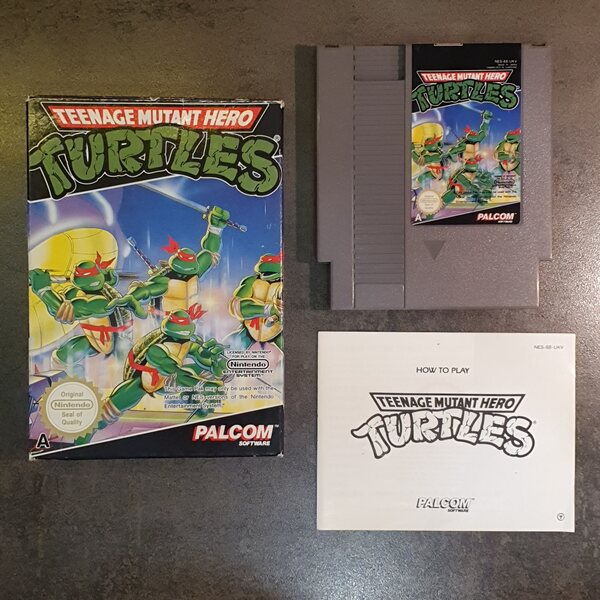 TEENAGE MUTANT HERO
TURTLES
LICENSED BY NINTENDO
FOR PLAY ON THE
Nintendo
ENTERTAINMENT
SYSTEM
This Game Pak may only be used with the
Mattel or NES versions of the Nintendo
Entertainment System
Original
Nintendo
Seal of
Quality
A
PALCOM
SOFTWARE
NES-88-UKV
TEENAGE MUTANT HERO
TURTLES
A
PALCOM
SOFTWARE
NES-88-UKV
HOW TO PLAY
TEENAGE MUTANT HERO
TURTLES
PALCOM
SOFTWARE